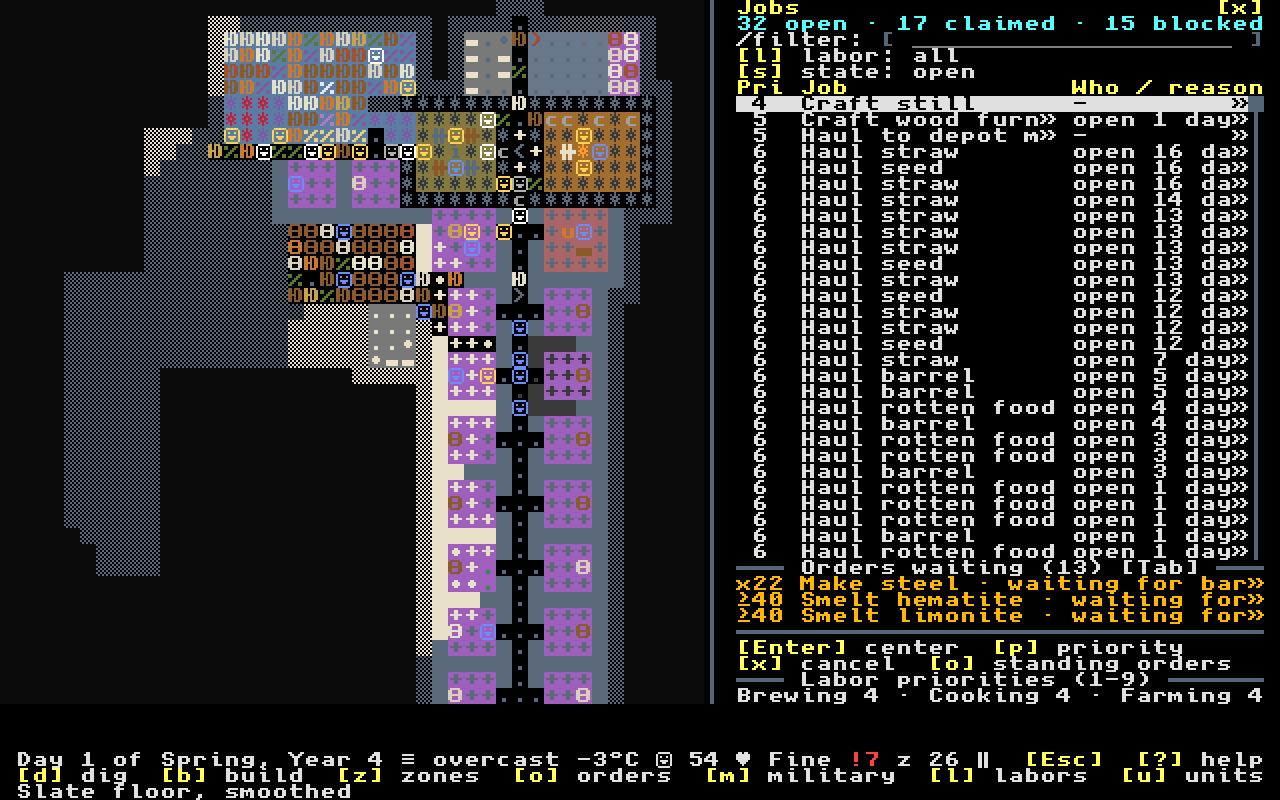 Jobs [x]
32 open · 17 claimed · 15 blocked
/filter: [ ]
[l] labor: all
[s] state: open
Pri Job Who / reason
4 Craft still - »
5 Craft wood furn» open 1 day»
5 Haul to depot m» - »
6 Haul straw open 16 da»
6 Haul seed open 16 da»
6 Haul straw open 16 da»
6 Haul straw open 14 da»
6 Haul straw open 13 da»
6 Haul straw open 13 da»
6 Haul straw open 13 da»
6 Haul seed open 13 da»
6 Haul straw open 13 da»
6 Haul seed open 12 da»
6 Haul straw open 12 da»
6 Haul straw open 12 da»
6 Haul seed open 12 da»
6 Haul straw open 7 day»
6 Haul barrel open 5 day»
6 Haul barrel open 5 day»
6 Haul rotten food open 4 day»
6 Haul barrel open 4 day»
6 Haul rotten food open 3 day»
6 Haul rotten food open 3 day»
6 Haul barrel open 3 day»
6 Haul rotten food open 1 day»
6 Haul rotten food open 1 day»
6 Haul rotten food open 1 day»
6 Haul barrel open 1 day»
6 Haul rotten food open 1 day»
Orders waiting (13) [Tab]
x22 Make steel · waiting for bar»
≥40 Smelt hematite · waiting for»
≥40 Smelt limonite · waiting for»
[Enter] center [p] priority
[x] cancel [o] standing orders
Labor priorities (1-9)
Brewing 4 · Cooking 4 · Farming 4
Day 1 of Spring, Year 4 ≡ overcast -3°C ☺ 54 ♥ Fine !7 z 26 ‖ [Esc] [?] help
[d] dig [b] build [z] zones [o] orders [m] military [l] labors [u] units
Slate floor, smoothed